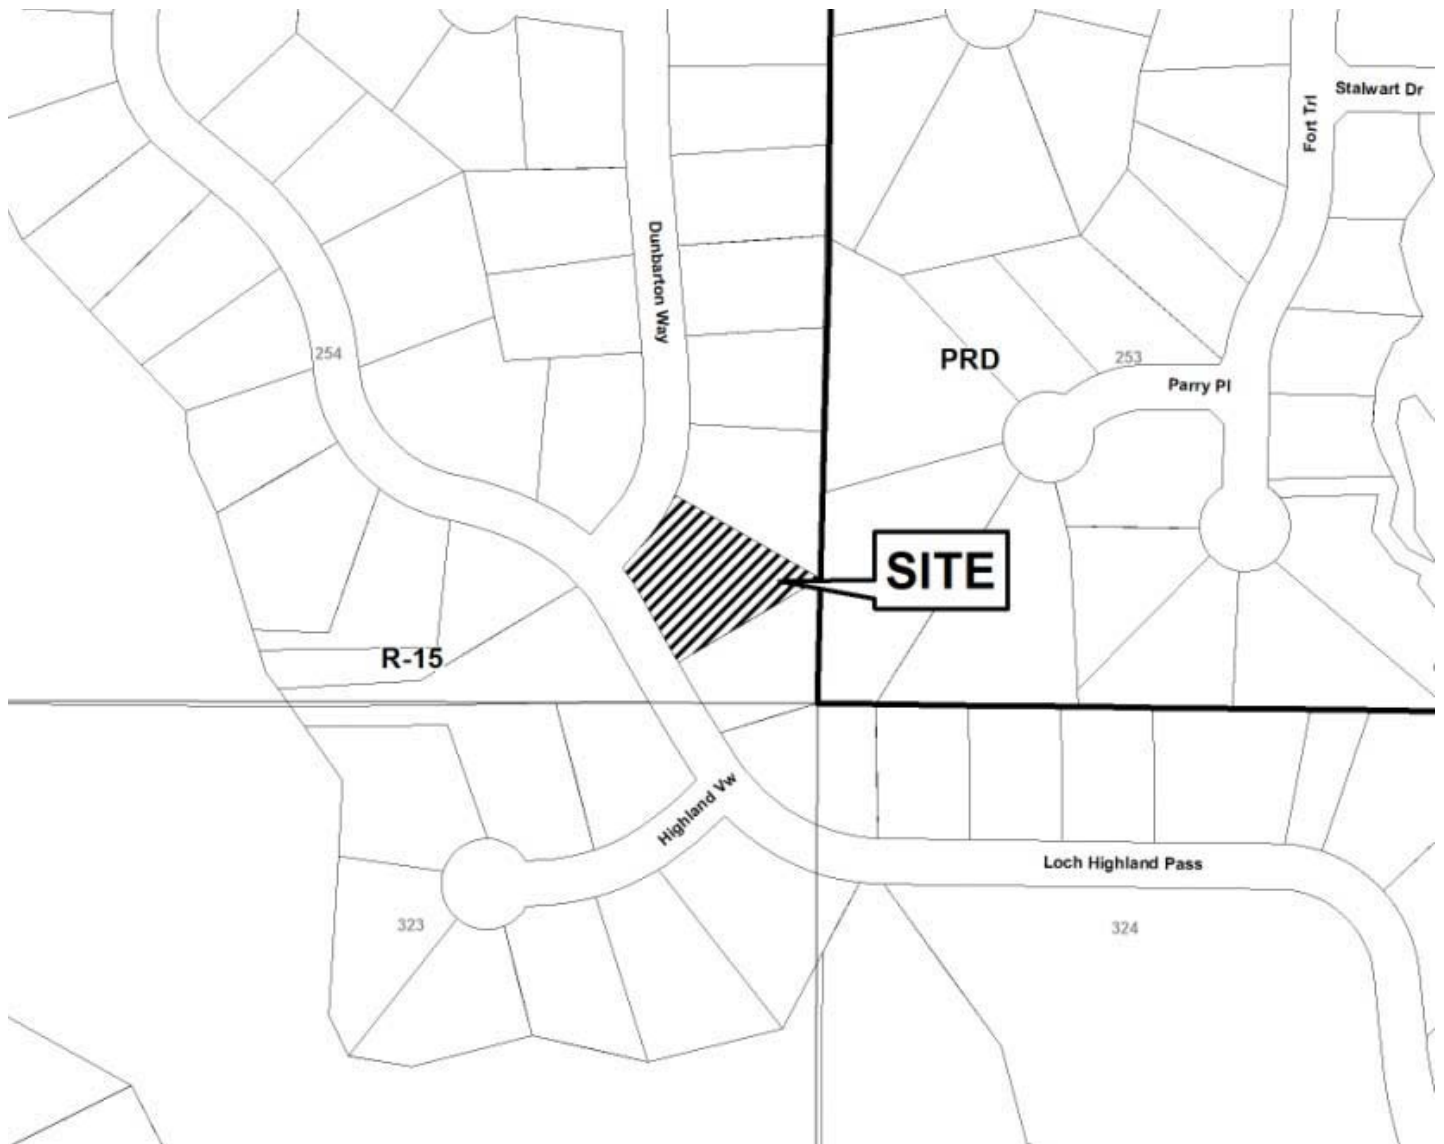 Stalwart Dr
Fort Trl
Dunbarton Way
254
PRD
253
Parry Pl
SITE
R-15
Highland Vw
Loch Highland Pass
323
324